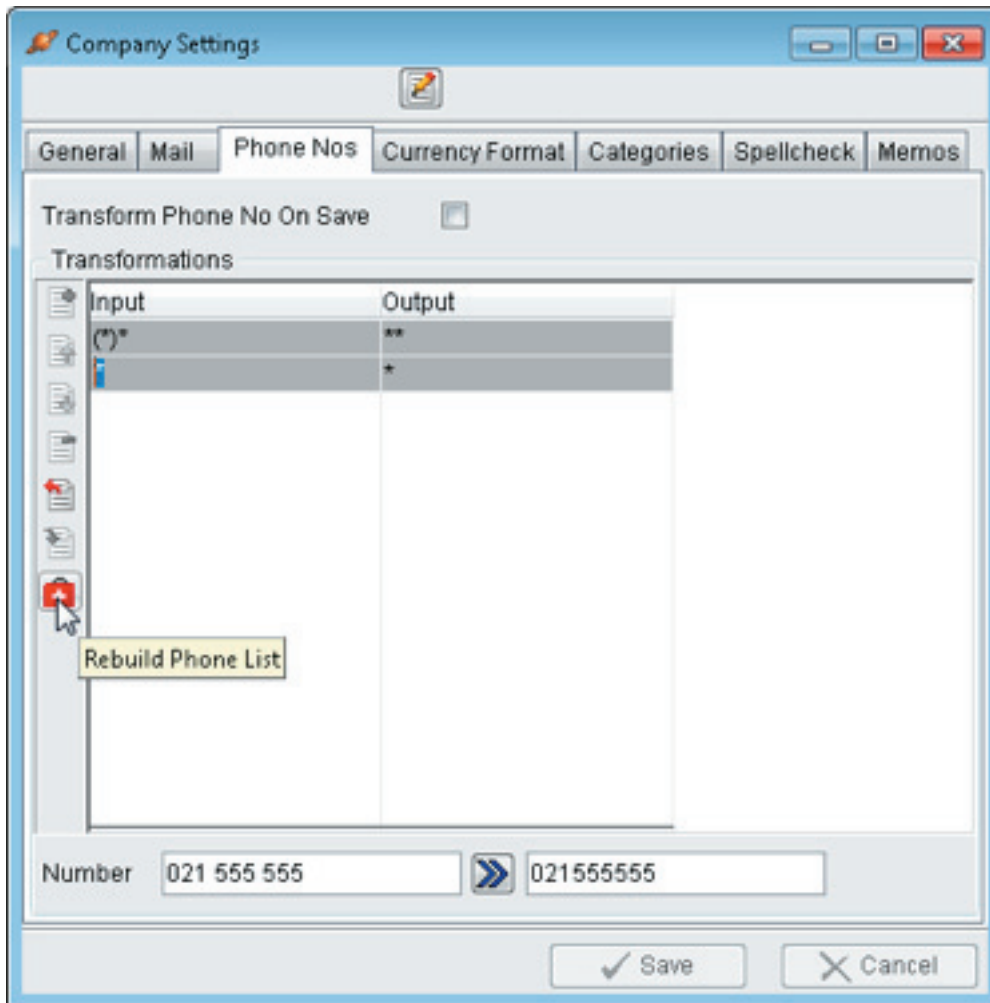 Company Settings
General Mail Phone Nos Currency Format Categories Spellcheck Memos
Transform Phone No On Save
Transformations
Input Output
(*)* **
*
Rebuild Phone List
Number 021 555 555 021555555
Save Cancel